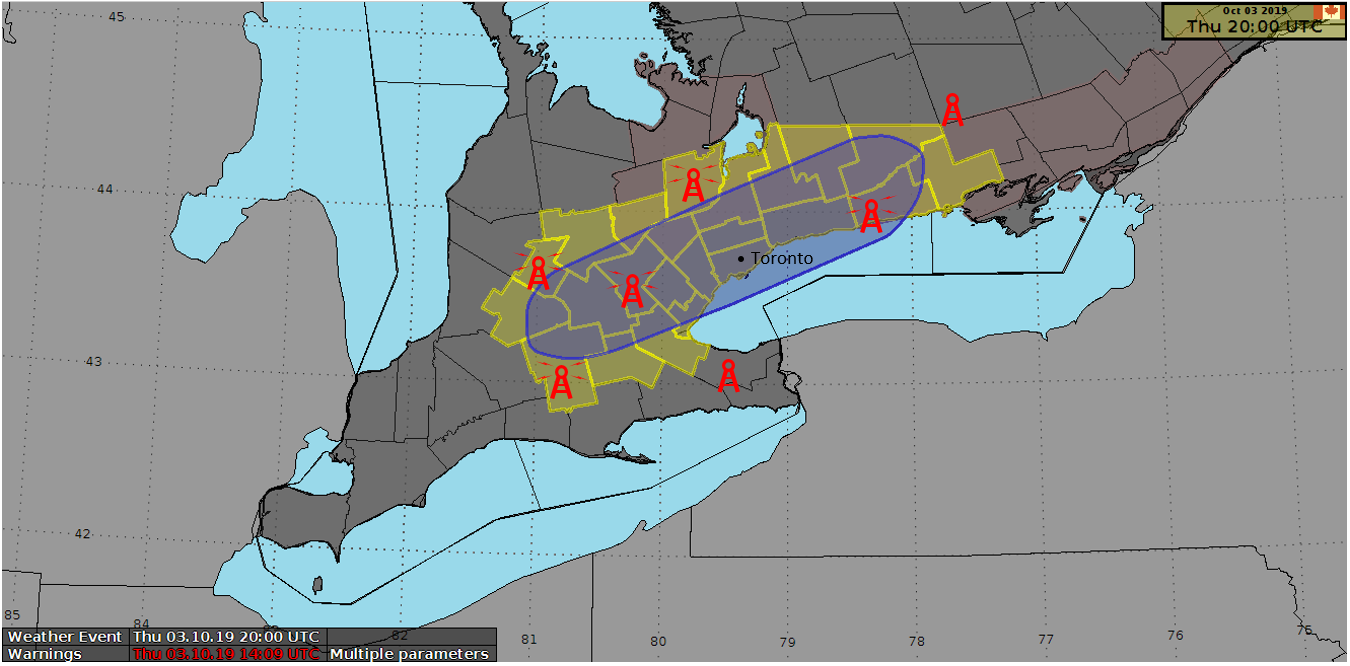 45
Oct 03 2019
Thu 20:00 UTC
44
Toronto
43
42
85
84
82
81
80
79
78
77
76
75
Weather Event Thu 03.10.19 20:00 UTC
Warnings Thu 03.10.19 14:09 UTC Multiple parameters